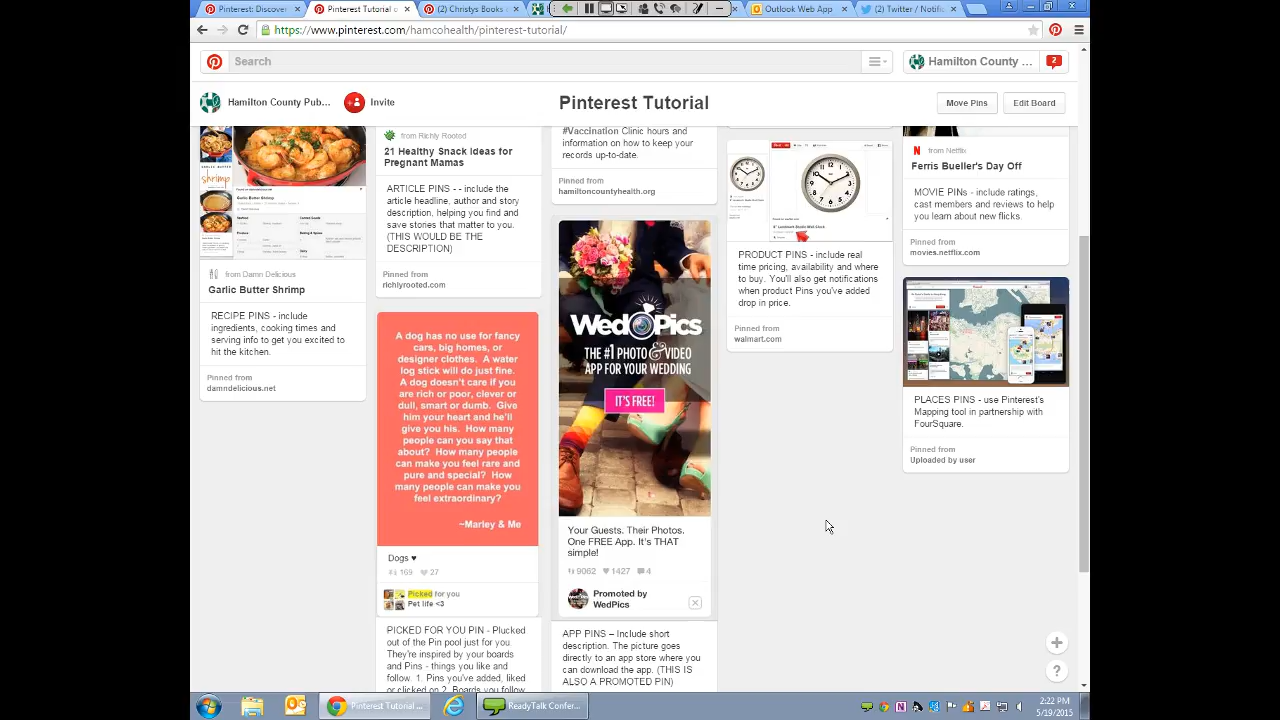 Pinterest: Discover
Pinterest Tutorial o
(2) Christys Books
Outlook Web App
Twitter / Notific
https://www.pinterest.com/hamcohealth/pinterest-tutorial/
Search
Hamilton County ...
2
Hamilton County Pub...
Invite
Pinterest Tutorial
Move Pins
Edit Board
GARLIC BUTTER
shrimp
Garlic Butter Shrimp
from Damn Delicious
Garlic Butter Shrimp
RECIPE PINS - include
ingredients, cooking times and
serving info to get you excited to
hit the kitchen.
Pinned from
damndelicious.net
from Richly Rooted
21 Healthy Snack Ideas for
Pregnant Mamas
ARTICLE PINS - - include the
article headline, author and story
description, helping you find and
save stories that matter to you.
(THIS WOULD BE THE
DESCRIPTION)
Pinned from
richlyrooted.com
A dog has no use for fancy
cars, big homes, or
designer clothes. A water
log stick will do just fine.
A dog doesn't care if you
are rich or poor, clever or
dull, smart or dumb. Give
him your heart and he'll
give you his. How many
people can you say that
about? How many people
can make you feel rare and
pure and special? How
many people can make you
feel extraordinary?
~Marley & Me
Dogs ♥
169 27
Picked for you
Pet life <3
PICKED FOR YOU PIN - Plucked
out of the Pin pool just for you.
They're inspired by your boards
and Pins - things you like and
follow. 1. Pins you've added, liked
or clicked on 2. Boards you follow
#Vaccination Clinic hours and
information on how to keep your
records up-to-date.
Pinned from
hamiltoncountyhealth.org
WedPics
THE #1 PHOTO & VIDEO
APP FOR YOUR WEDDING
IT'S FREE!
Your Guests. Their Photos.
One FREE App. It's THAT
simple!
9062 1427 4
Promoted by
WedPics
APP PINS – Include short
description. The picture goes
directly to an app store where you
can download the app. (THIS IS
ALSO A PROMOTED PIN)
PRODUCT PINS - include real
time pricing, availability and where
to buy. You'll also get notifications
when product Pins you've added
drop in price.
Pinned from
walmart.com
from Netflix
Ferris Bueller's Day Off
MOVIE PINs - include ratings,
cast members and reviews to help
you learn about new flicks.
Pinned from
movies.netflix.com
PLACES PINS - use Pinterest's
Mapping tool in partnership with
FourSquare.
Pinned from
Uploaded by user
+
?
Pinterest Tutorial ...
ReadyTalk Confer...
2:22 PM
5/19/2015